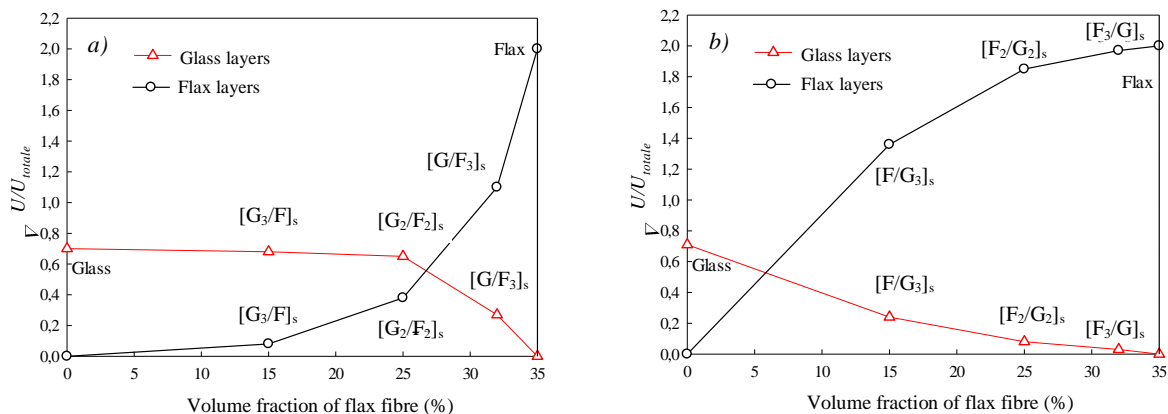 a)
Glass layers
Flax layers
2,2
2,0
1,8
1,6
1,4
1,2
1,0
0,8
0,6
0,4
0,2
0,0
∇ U/U_totale
Flax
[G/F₃]ₛ
[G₃/F]ₛ
[G₂/F₂]ₛ
Glass
[G/F₃]ₛ
[G₃/F]ₛ
[G₂/F₂]ₛ
0 5 10 15 20 25 30 35
Volume fraction of flax fibre (%)
b)
Glass layers
Flax layers
2,2
2,0
1,8
1,6
1,4
1,2
1,0
0,8
0,6
0,4
0,2
0,0
∇ U/U_totale
[F₃/G]ₛ
[F₂/G₂]ₛ
Flax
[F/G₃]ₛ
Glass
[F/G₃]ₛ
[F₂/G₂]ₛ
[F₃/G]ₛ
0 5 10 15 20 25 30 35
Volume fraction of flax fibre (%)